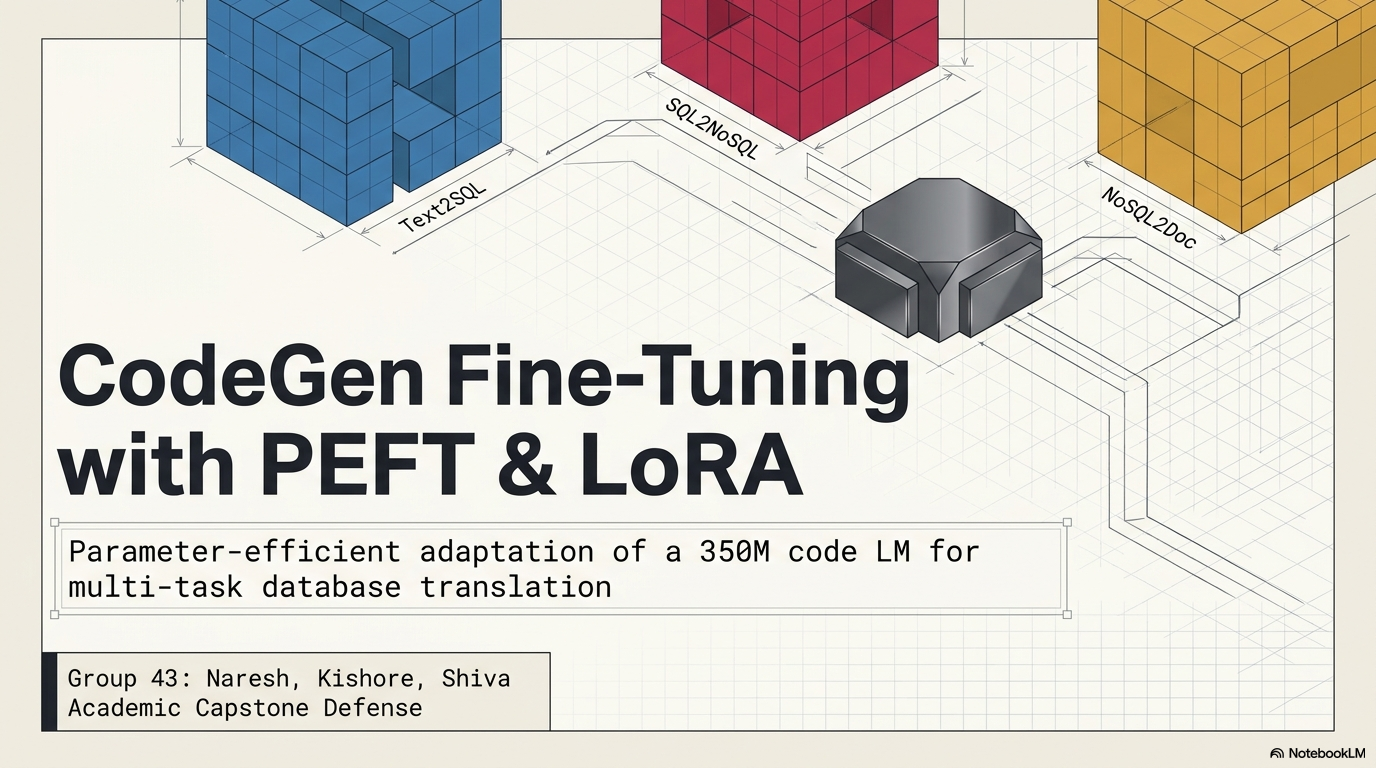 Text2SQL
SQL2NoSQL
NoSQL2Doc
CodeGen Fine-Tuning
with PEFT & LoRA
Parameter-efficient adaptation of a 350M code LM for
multi-task database translation
Group 43: Naresh, Kishore, Shiva
Academic Capstone Defense
NotebookLM